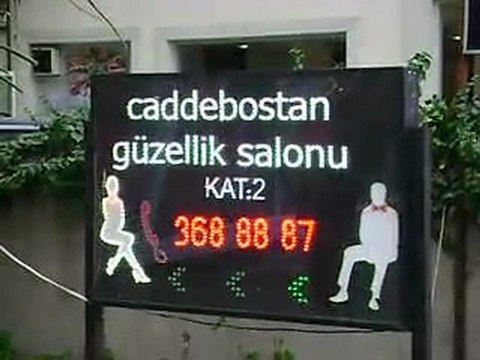 caddebostan
güzellik salonu
KAT:2
368 88 87